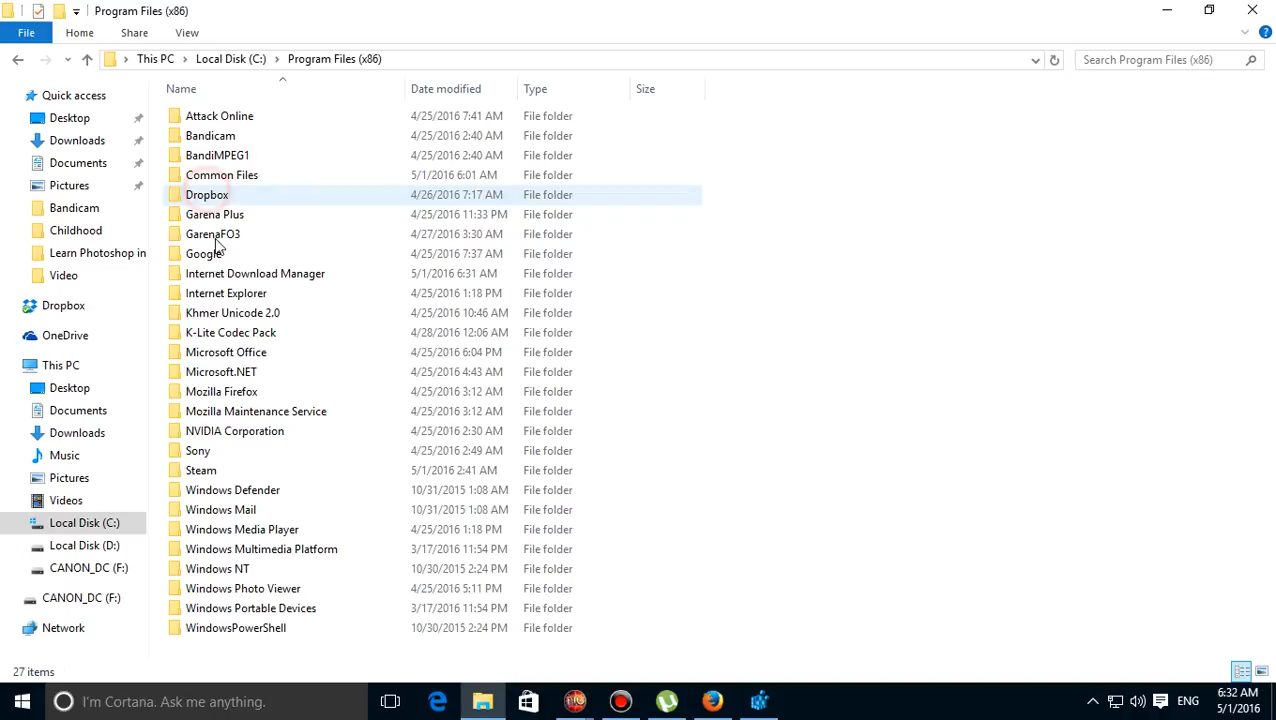 Program Files (x86)
File Home Share View
This PC Local Disk (C:) Program Files (x86) Search Program Files (x86)
Name Date modified Type Size
Quick access
Desktop
Downloads
Documents
Pictures
Bandicam
Childhood
Learn Photoshop in
Video
Dropbox
OneDrive
This PC
Desktop
Documents
Downloads
Music
Pictures
Videos
Local Disk (C:)
Local Disk (D:)
CANON_DC (F:)
CANON_DC (F:)
Network
Attack Online 4/25/2016 7:41 AM File folder
Bandicam 4/25/2016 2:40 AM File folder
BandiMPEG1 4/25/2016 2:40 AM File folder
Common Files 5/1/2016 6:01 AM File folder
Dropbox 4/26/2016 7:17 AM File folder
Garena Plus 4/25/2016 11:33 PM File folder
GarenaFO3 4/27/2016 3:30 AM File folder
Google 4/25/2016 7:37 AM File folder
Internet Download Manager 5/1/2016 6:31 AM File folder
Internet Explorer 4/25/2016 1:18 PM File folder
Khmer Unicode 2.0 4/25/2016 10:46 AM File folder
K-Lite Codec Pack 4/28/2016 12:06 AM File folder
Microsoft Office 4/25/2016 6:04 PM File folder
Microsoft.NET 4/25/2016 4:43 AM File folder
Mozilla Firefox 4/25/2016 3:12 AM File folder
Mozilla Maintenance Service 4/25/2016 3:12 AM File folder
NVIDIA Corporation 4/25/2016 2:30 AM File folder
Sony 4/25/2016 2:49 AM File folder
Steam 5/1/2016 2:41 AM File folder
Windows Defender 10/31/2015 1:08 AM File folder
Windows Mail 10/31/2015 1:08 AM File folder
Windows Media Player 4/25/2016 1:18 PM File folder
Windows Multimedia Platform 3/17/2016 11:54 PM File folder
Windows NT 10/30/2015 2:24 PM File folder
Windows Photo Viewer 4/25/2016 5:11 PM File folder
Windows Portable Devices 3/17/2016 11:54 PM File folder
WindowsPowerShell 10/30/2015 2:24 PM File folder
27 items
I'm Cortana. Ask me anything. ENG 6:32 AM
5/1/2016